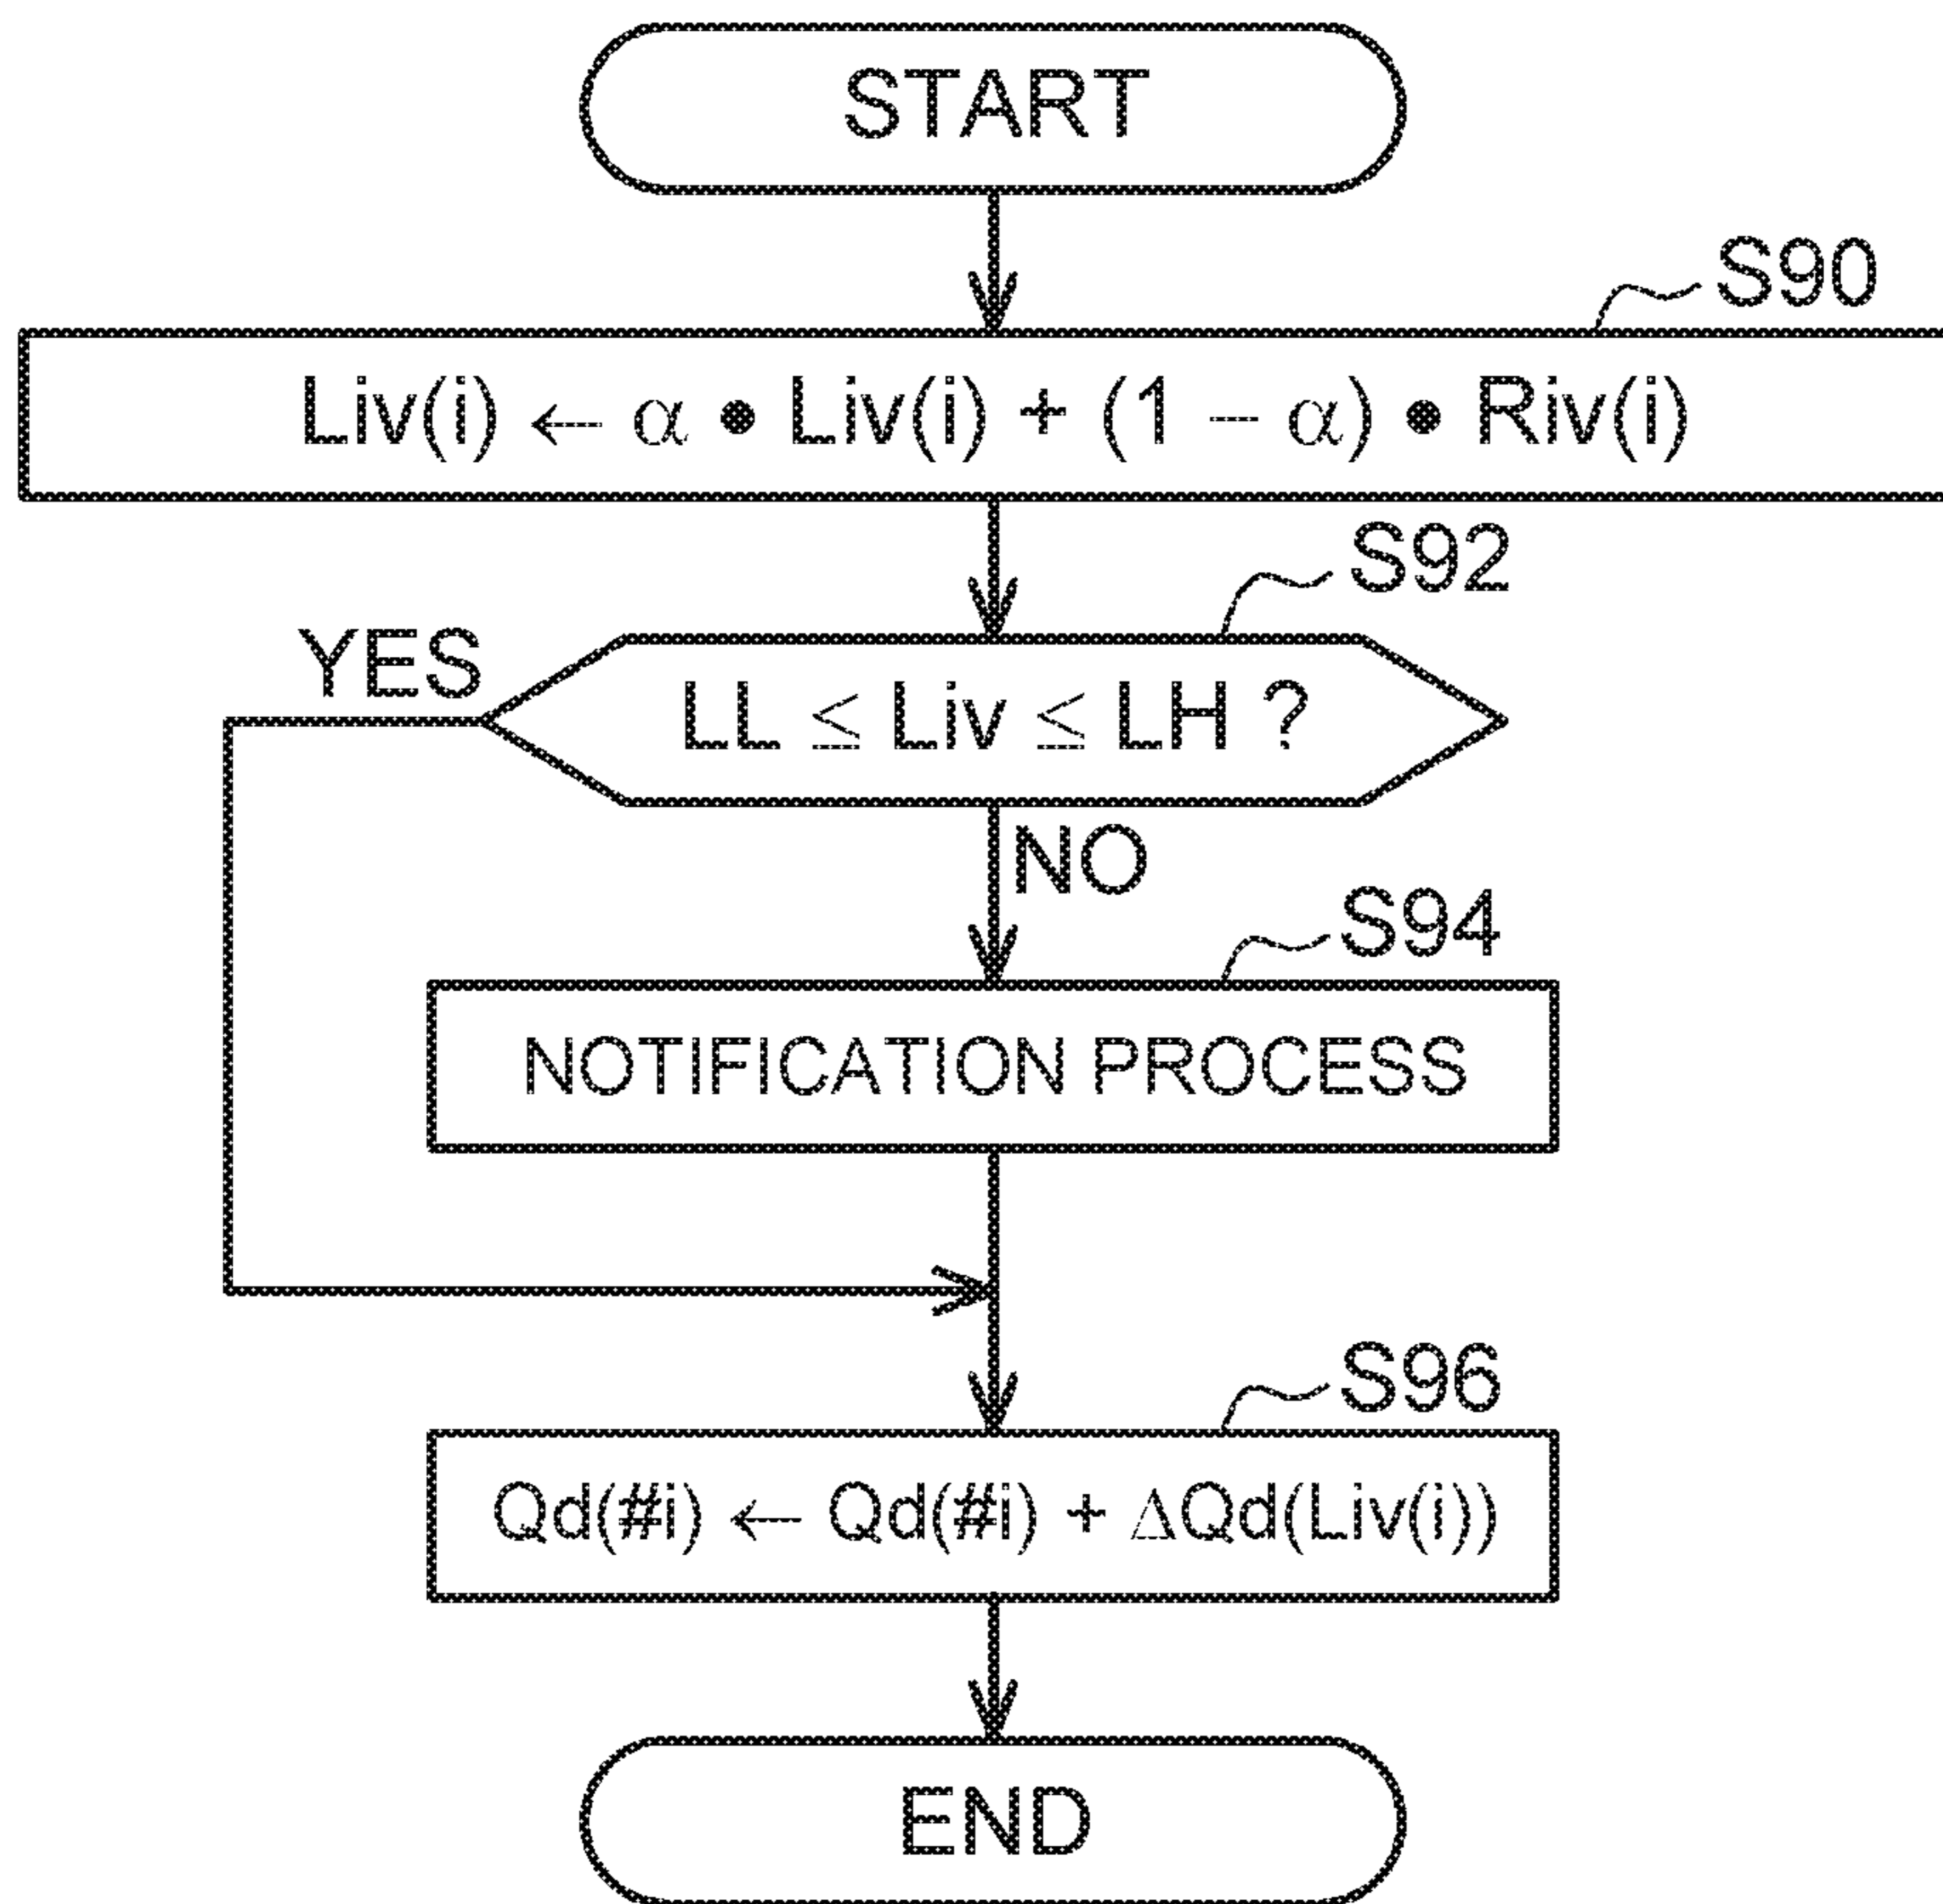 START
S90
Liv(i) ← α • Liv(i) + (1 − α) • Riv(i)
S92
YES
LL ≤ Liv ≤ LH ?
NO
S94
NOTIFICATION PROCESS
S96
Qd(#i) ← Qd(#i) + ΔQd(Liv(i))
END